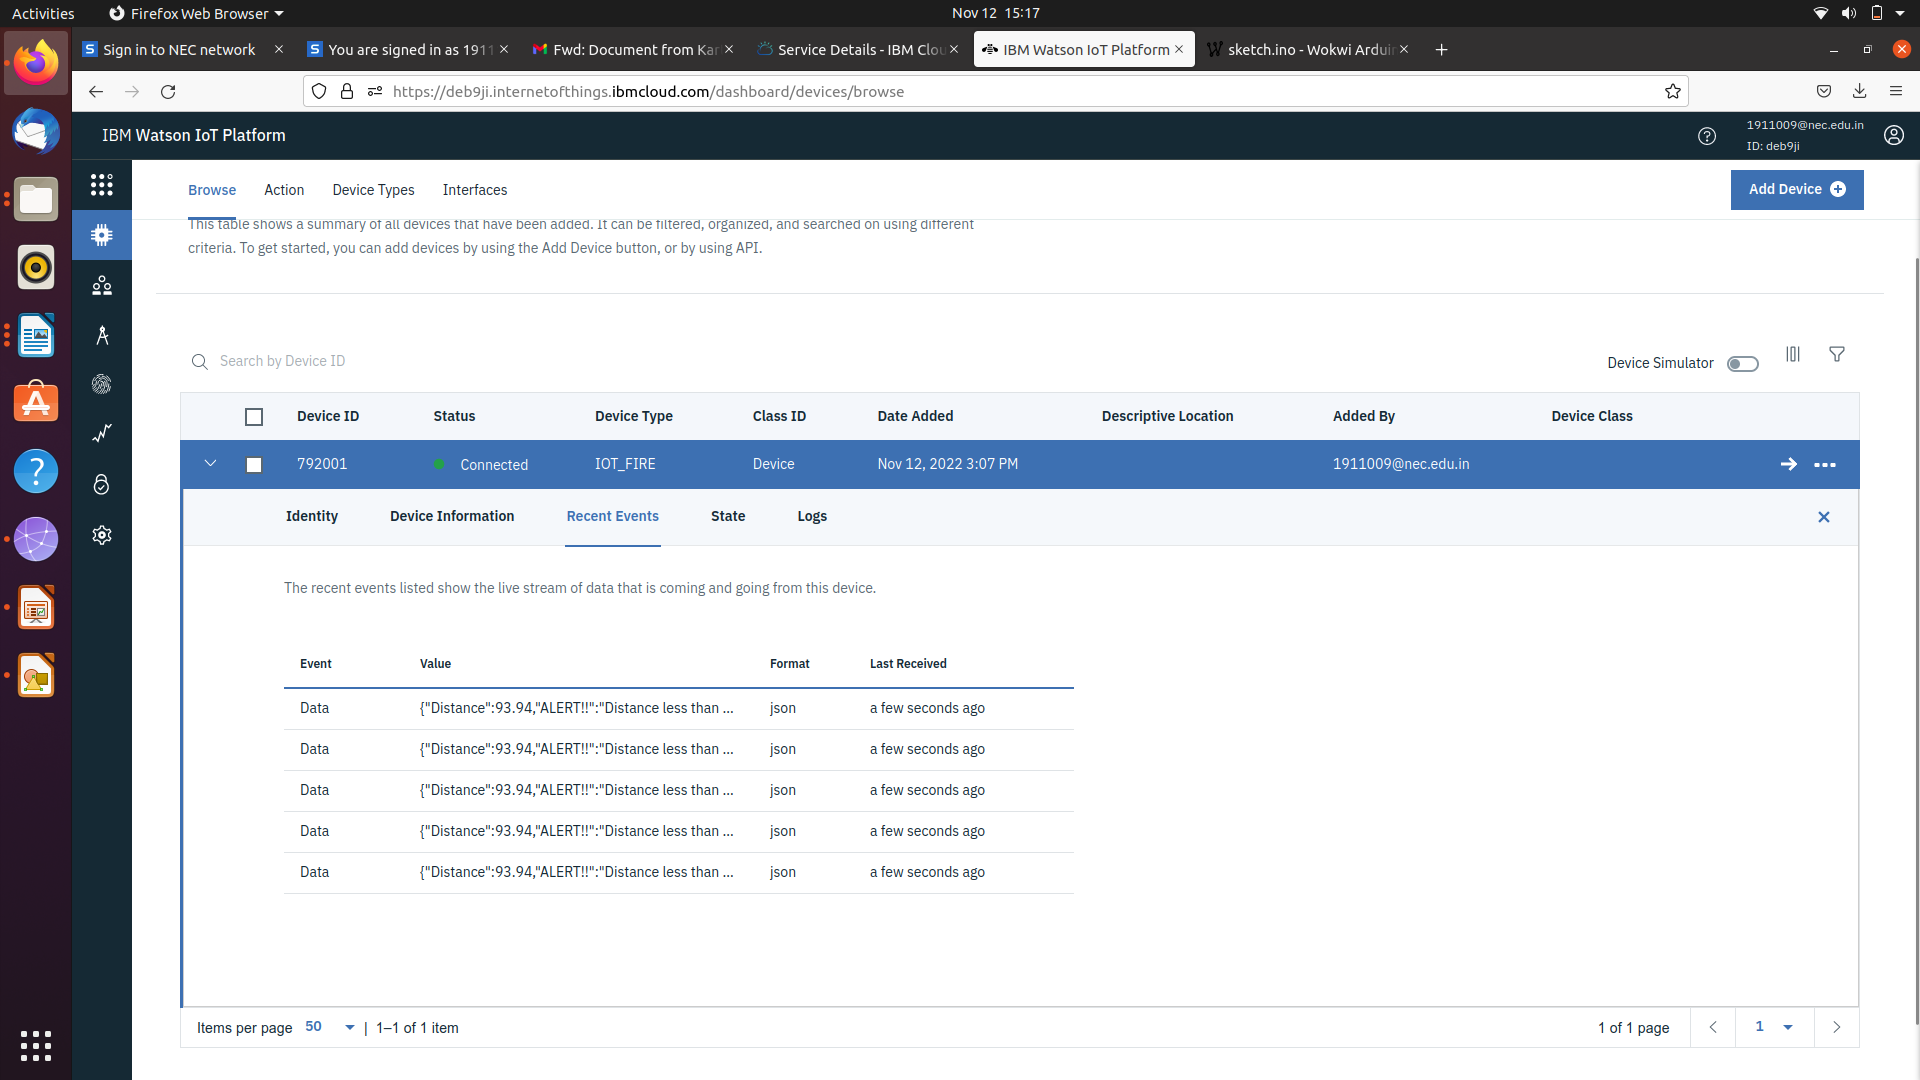 Activities Firefox Web Browser Nov 12 15:17
Sign in to NEC network You are signed in as 1911 Fwd: Document from Kar Service Details - IBM Clou IBM Watson IoT Platform sketch.ino - Wokwi Ardui
https://deb9ji.internetofthings.ibmcloud.com/dashboard/devices/browse
IBM Watson IoT Platform
1911009@nec.edu.in
ID: deb9ji
Browse Action Device Types Interfaces Add Device
This table shows a summary of all devices that have been added. It can be filtered, organized, and searched on using different
criteria. To get started, you can add devices by using the Add Device button, or by using API.
Search by Device ID Device Simulator
Device ID Status Device Type Class ID Date Added Descriptive Location Added By Device Class
792001 Connected IOT_FIRE Device Nov 12, 2022 3:07 PM 1911009@nec.edu.in
Identity Device Information Recent Events State Logs
The recent events listed show the live stream of data that is coming and going from this device.
Event Value Format Last Received
Data {"Distance":93.94,"ALERT!!":"Distance less than ... json a few seconds ago
Data {"Distance":93.94,"ALERT!!":"Distance less than ... json a few seconds ago
Data {"Distance":93.94,"ALERT!!":"Distance less than ... json a few seconds ago
Data {"Distance":93.94,"ALERT!!":"Distance less than ... json a few seconds ago
Data {"Distance":93.94,"ALERT!!":"Distance less than ... json a few seconds ago
Items per page 50 | 1–1 of 1 item 1 of 1 page 1